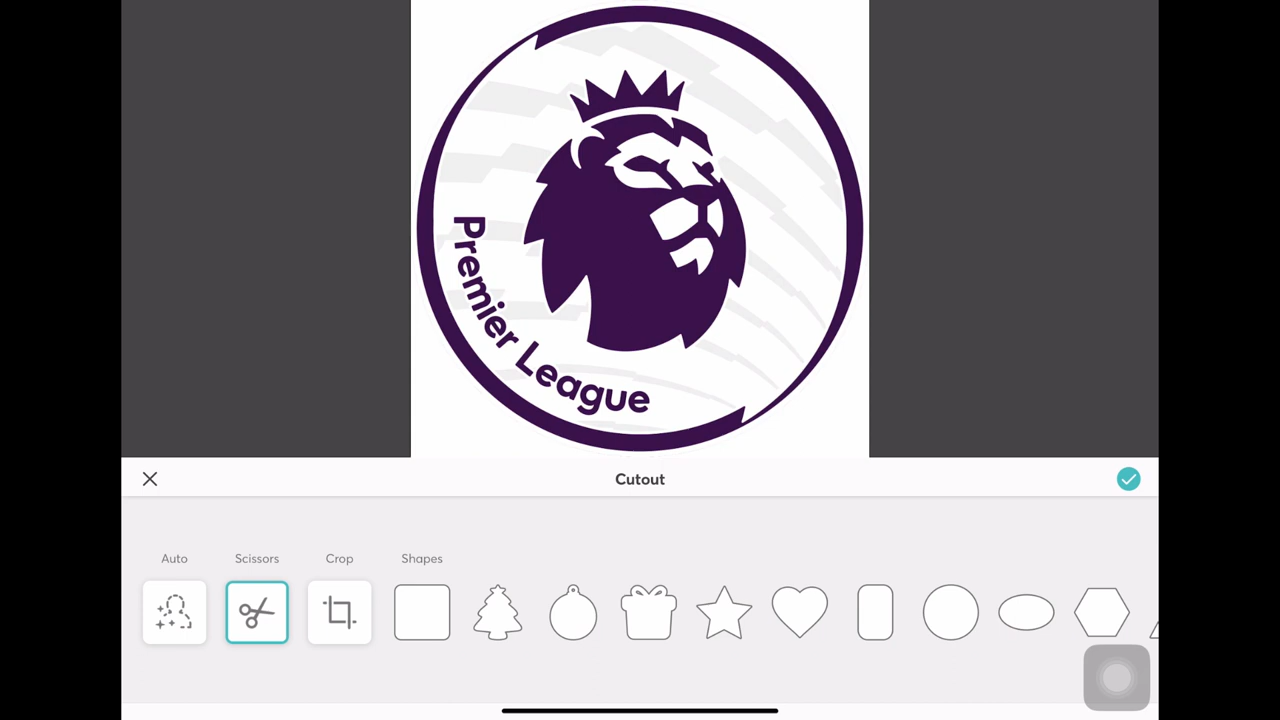 Premier League
Cutout
Auto
Scissors
Crop
Shapes